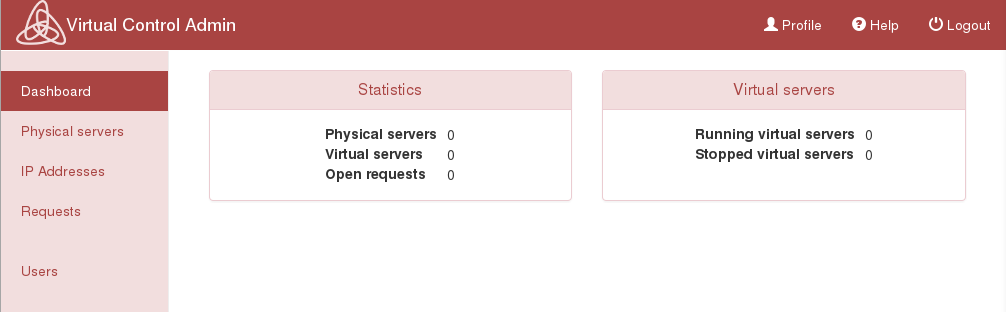 Virtual Control Admin
Profile
Help
Logout
Dashboard
Physical servers
IP Addresses
Requests
Users
Statistics
Physical servers 0
Virtual servers 0
Open requests 0
Virtual servers
Running virtual servers 0
Stopped virtual servers 0